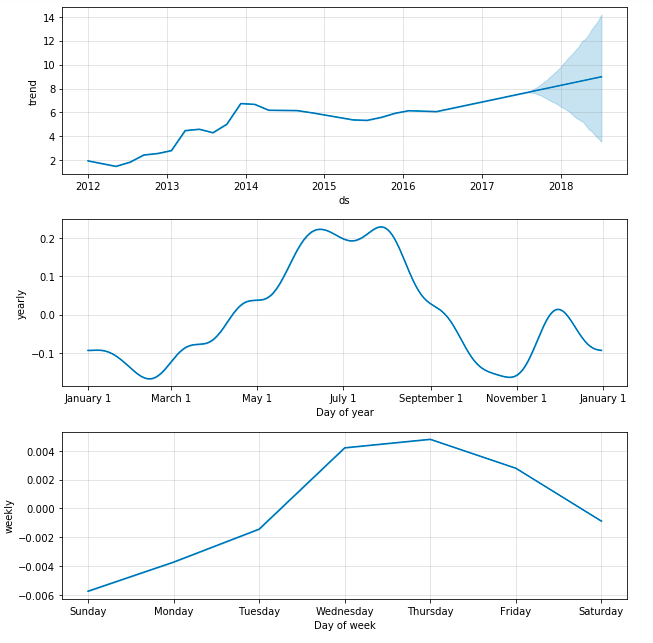 14
12
10
8
6
4
2
trend
2012 2013 2014 2015 2016 2017 2018
ds
0.2
0.1
0.0
−0.1
yearly
January 1 March 1 May 1 July 1 September 1 November 1 January 1
Day of year
0.004
0.002
0.000
−0.002
−0.004
−0.006
weekly
Sunday Monday Tuesday Wednesday Thursday Friday Saturday
Day of week